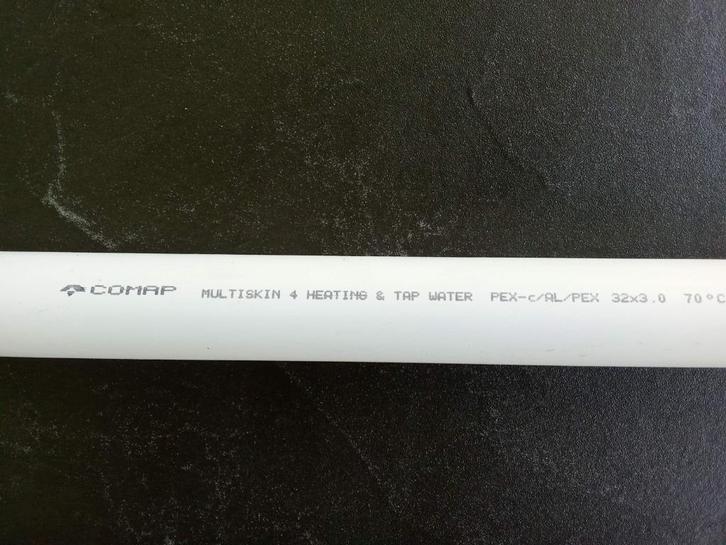 COMAP MULTISKIN 4 HEATING & TAP WATER PEX-c/AL/PEX 32x3.0 70°C